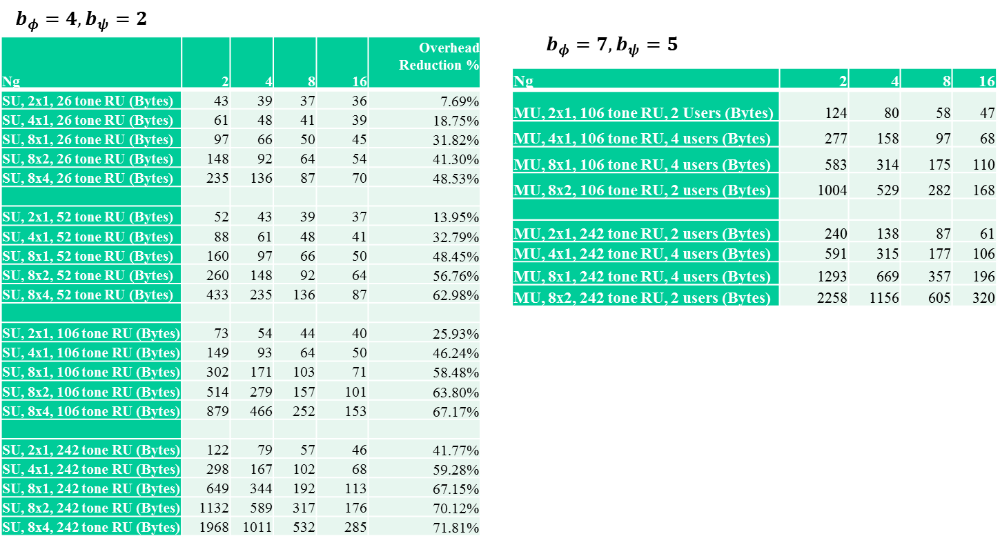 b_ϕ = 4, b_ψ = 2
Ng 2 4 8 16 Overhead Reduction %
SU, 2x1, 26 tone RU (Bytes) 43 39 37 36 7.69%
SU, 4x1, 26 tone RU (Bytes) 61 48 41 39 18.75%
SU, 8x1, 26 tone RU (Bytes) 97 66 50 45 31.82%
SU, 8x2, 26 tone RU (Bytes) 148 92 64 54 41.30%
SU, 8x4, 26 tone RU (Bytes) 235 136 87 70 48.53%
SU, 2x1, 52 tone RU (Bytes) 52 43 39 37 13.95%
SU, 4x1, 52 tone RU (Bytes) 88 61 48 41 32.79%
SU, 8x1, 52 tone RU (Bytes) 160 97 66 50 48.45%
SU, 8x2, 52 tone RU (Bytes) 260 148 92 64 56.76%
SU, 8x4, 52 tone RU (Bytes) 433 235 136 87 62.98%
SU, 2x1, 106 tone RU (Bytes) 73 54 44 40 25.93%
SU, 4x1, 106 tone RU (Bytes) 149 93 64 50 46.24%
SU, 8x1, 106 tone RU (Bytes) 302 171 103 71 58.48%
SU, 8x2, 106 tone RU (Bytes) 514 279 157 101 63.80%
SU, 8x4, 106 tone RU (Bytes) 879 466 252 153 67.17%
SU, 2x1, 242 tone RU (Bytes) 122 79 57 46 41.77%
SU, 4x1, 242 tone RU (Bytes) 298 167 102 68 59.28%
SU, 8x1, 242 tone RU (Bytes) 649 344 192 113 67.15%
SU, 8x2, 242 tone RU (Bytes) 1132 589 317 176 70.12%
SU, 8x4, 242 tone RU (Bytes) 1968 1011 532 285 71.81%
b_ϕ = 7, b_ψ = 5
Ng 2 4 8 16
MU, 2x1, 106 tone RU, 2 Users (Bytes) 124 80 58 47
MU, 4x1, 106 tone RU, 4 users (Bytes) 277 158 97 68
MU, 8x1, 106 tone RU, 4 users (Bytes) 583 314 175 110
MU, 8x2, 106 tone RU, 2 users (Bytes) 1004 529 282 168
MU, 2x1, 242 tone RU, 2 users (Bytes) 240 138 87 61
MU, 4x1, 242 tone RU, 4 users (Bytes) 591 315 177 106
MU, 8x1, 242 tone RU, 4 users (Bytes) 1293 669 357 196
MU, 8x2, 242 tone RU, 2 users (Bytes) 2258 1156 605 320